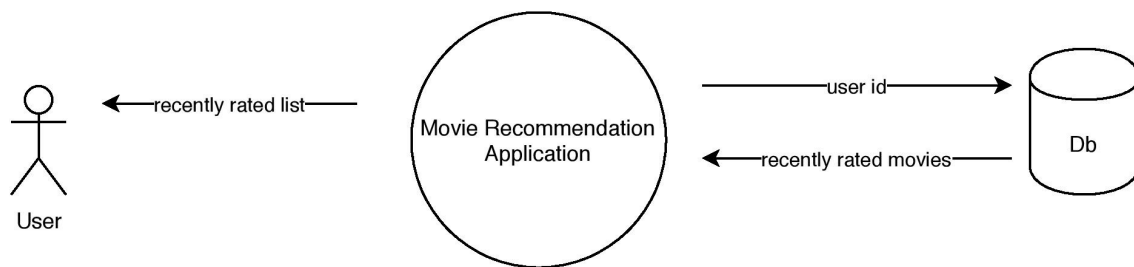 recently rated list
User
Movie Recommendation
Application
user id
recently rated movies
Db